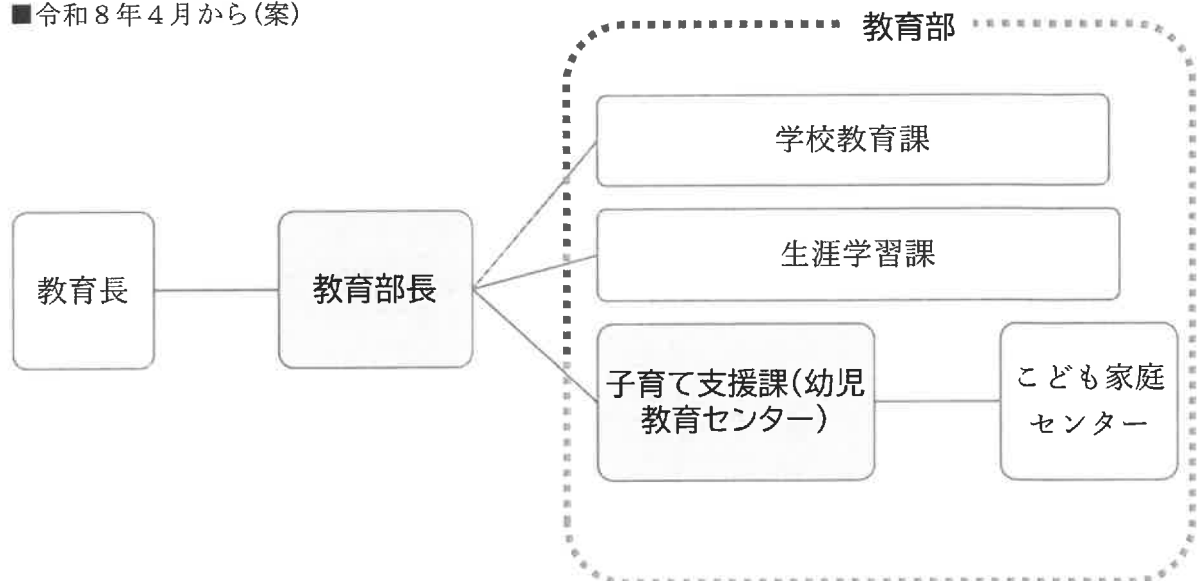 ■令和８年４月から(案)
教育部
学校教育課
生涯学習課
教育長
教育部長
子育て支援課(幼児
教育センター)
こども家庭
センター